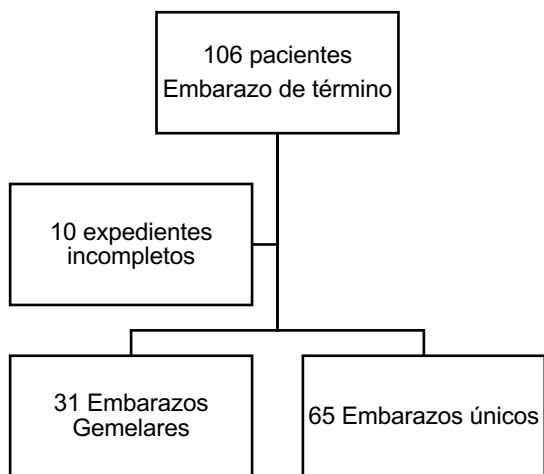 106 pacientes
Embarazo de término
10 expedientes
incompletos
31 Embarazos
Gemelares
65 Embarazos únicos